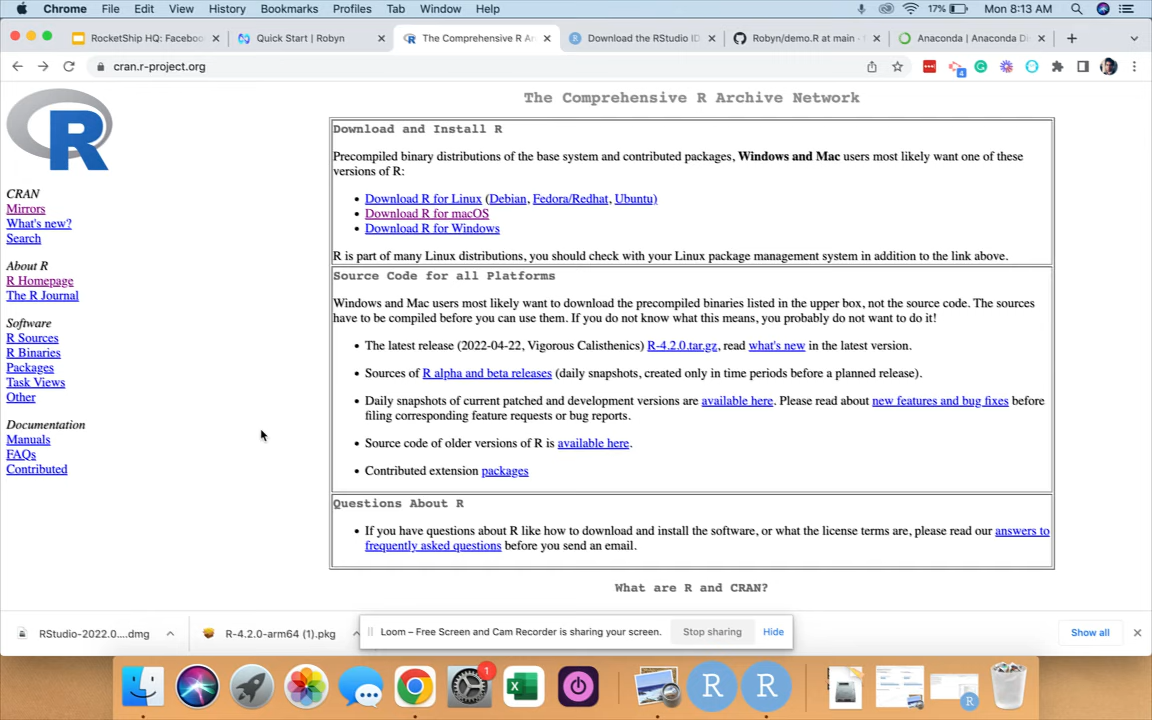 Chrome File Edit View History Bookmarks Profiles Tab Window Help 17% Mon 8:13 AM
RocketShip HQ: Faceboo Quick Start | Robyn The Comprehensive R Ar Download the RStudio ID Robyn/demo.R at main · Anaconda | Anaconda Di
cran.r-project.org
4
The Comprehensive R Archive Network
R
CRAN
Mirrors
What's new?
Search
About R
R Homepage
The R Journal
Software
R Sources
R Binaries
Packages
Task Views
Other
Documentation
Manuals
FAQs
Contributed
Download and Install R
Precompiled binary distributions of the base system and contributed packages, Windows and Mac users most likely want one of these
versions of R:
• Download R for Linux (Debian, Fedora/Redhat, Ubuntu)
• Download R for macOS
• Download R for Windows
R is part of many Linux distributions, you should check with your Linux package management system in addition to the link above.
Source Code for all Platforms
Windows and Mac users most likely want to download the precompiled binaries listed in the upper box, not the source code. The sources
have to be compiled before you can use them. If you do not know what this means, you probably do not want to do it!
• The latest release (2022-04-22, Vigorous Calisthenics) R-4.2.0.tar.gz, read what's new in the latest version.
• Sources of R alpha and beta releases (daily snapshots, created only in time periods before a planned release).
• Daily snapshots of current patched and development versions are available here. Please read about new features and bug fixes before
filing corresponding feature requests or bug reports.
• Source code of older versions of R is available here.
• Contributed extension packages
Questions About R
• If you have questions about R like how to download and install the software, or what the license terms are, please read our answers to
frequently asked questions before you send an email.
What are R and CRAN?
RStudio-2022.0....dmg R-4.2.0-arm64 (1).pkg Loom – Free Screen and Cam Recorder is sharing your screen. Stop sharing Hide Show all
1
R R